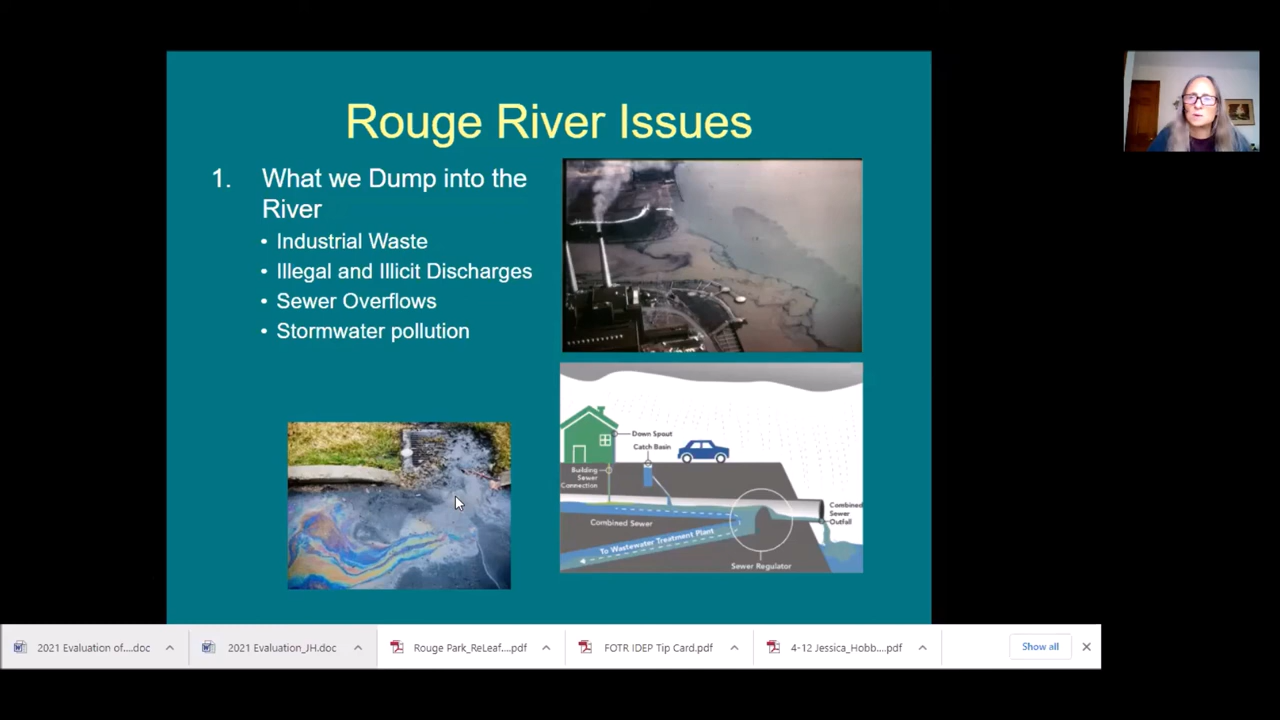 Rouge River Issues
1. What we Dump into the
River
• Industrial Waste
• Illegal and Illicit Discharges
• Sewer Overflows
• Stormwater pollution
Down Spout
Catch Basin
Building
Sewer
Connection
Combined
Sewer
Outfall
Combined Sewer
To Wastewater Treatment Plant
Sewer Regulator
2021 Evaluation of....doc
2021 Evaluation_JH.doc
Rouge Park_ReLeaf....pdf
FOTR IDEP Tip Card.pdf
4-12 Jessica_Hobb....pdf
Show all